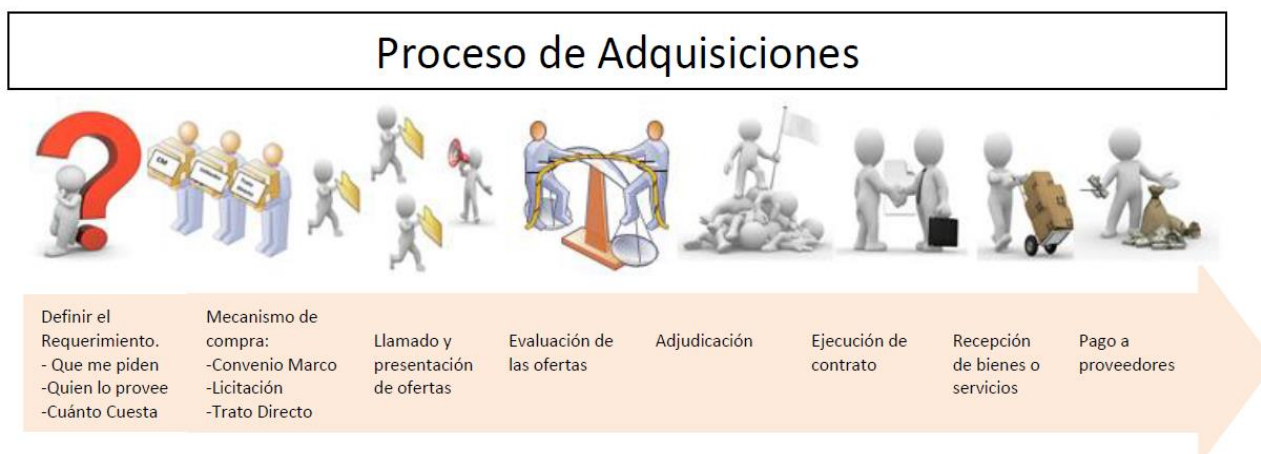 Proceso de Adquisiciones
CM
Definir el
Requerimiento.
- Que me piden
-Quien lo provee
-Cuánto Cuesta
Mecanismo de
compra:
-Convenio Marco
-Licitación
-Trato Directo
Llamado y
presentación
de ofertas
Evaluación de
las ofertas
Adjudicación
Ejecución de
contrato
Recepción
de bienes o
servicios
Pago a
proveedores